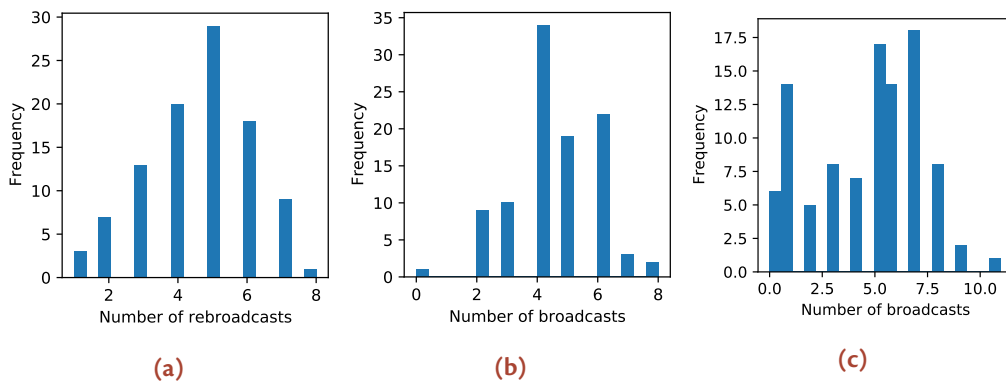 30
25
20
15
10
5
0
Frequency
2 4 6 8
Number of rebroadcasts
(a)
35
30
25
20
15
10
5
0
Frequency
0 2 4 6 8
Number of broadcasts
(b)
17.5
15.0
12.5
10.0
7.5
5.0
2.5
0.0
Frequency
0.0 2.5 5.0 7.5 10.0
Number of broadcasts
(c)